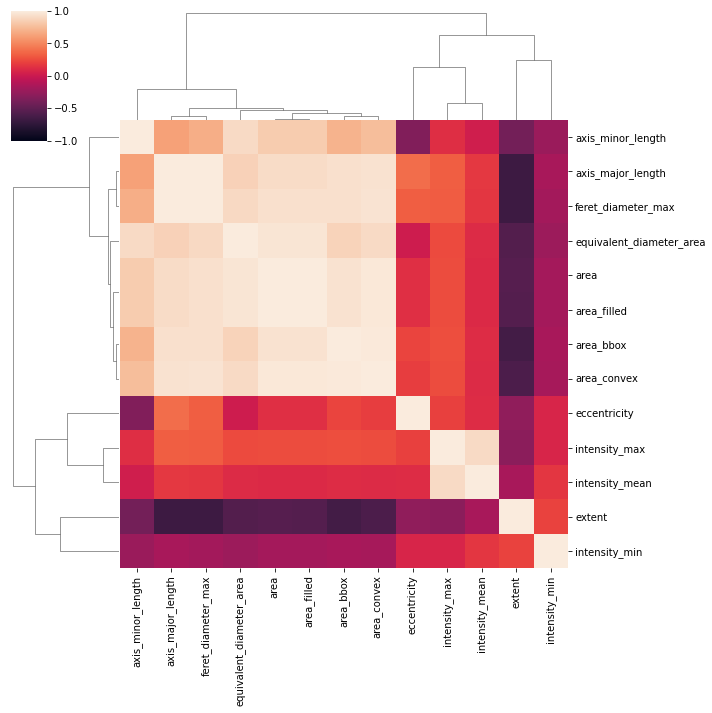 1.0
0.5
0.0
−0.5
−1.0
axis_minor_length
axis_major_length
feret_diameter_max
equivalent_diameter_area
area
area_filled
area_bbox
area_convex
eccentricity
intensity_max
intensity_mean
extent
intensity_min
axis_minor_length
axis_major_length
feret_diameter_max
equivalent_diameter_area
area
area_filled
area_bbox
area_convex
eccentricity
intensity_max
intensity_mean
extent
intensity_min